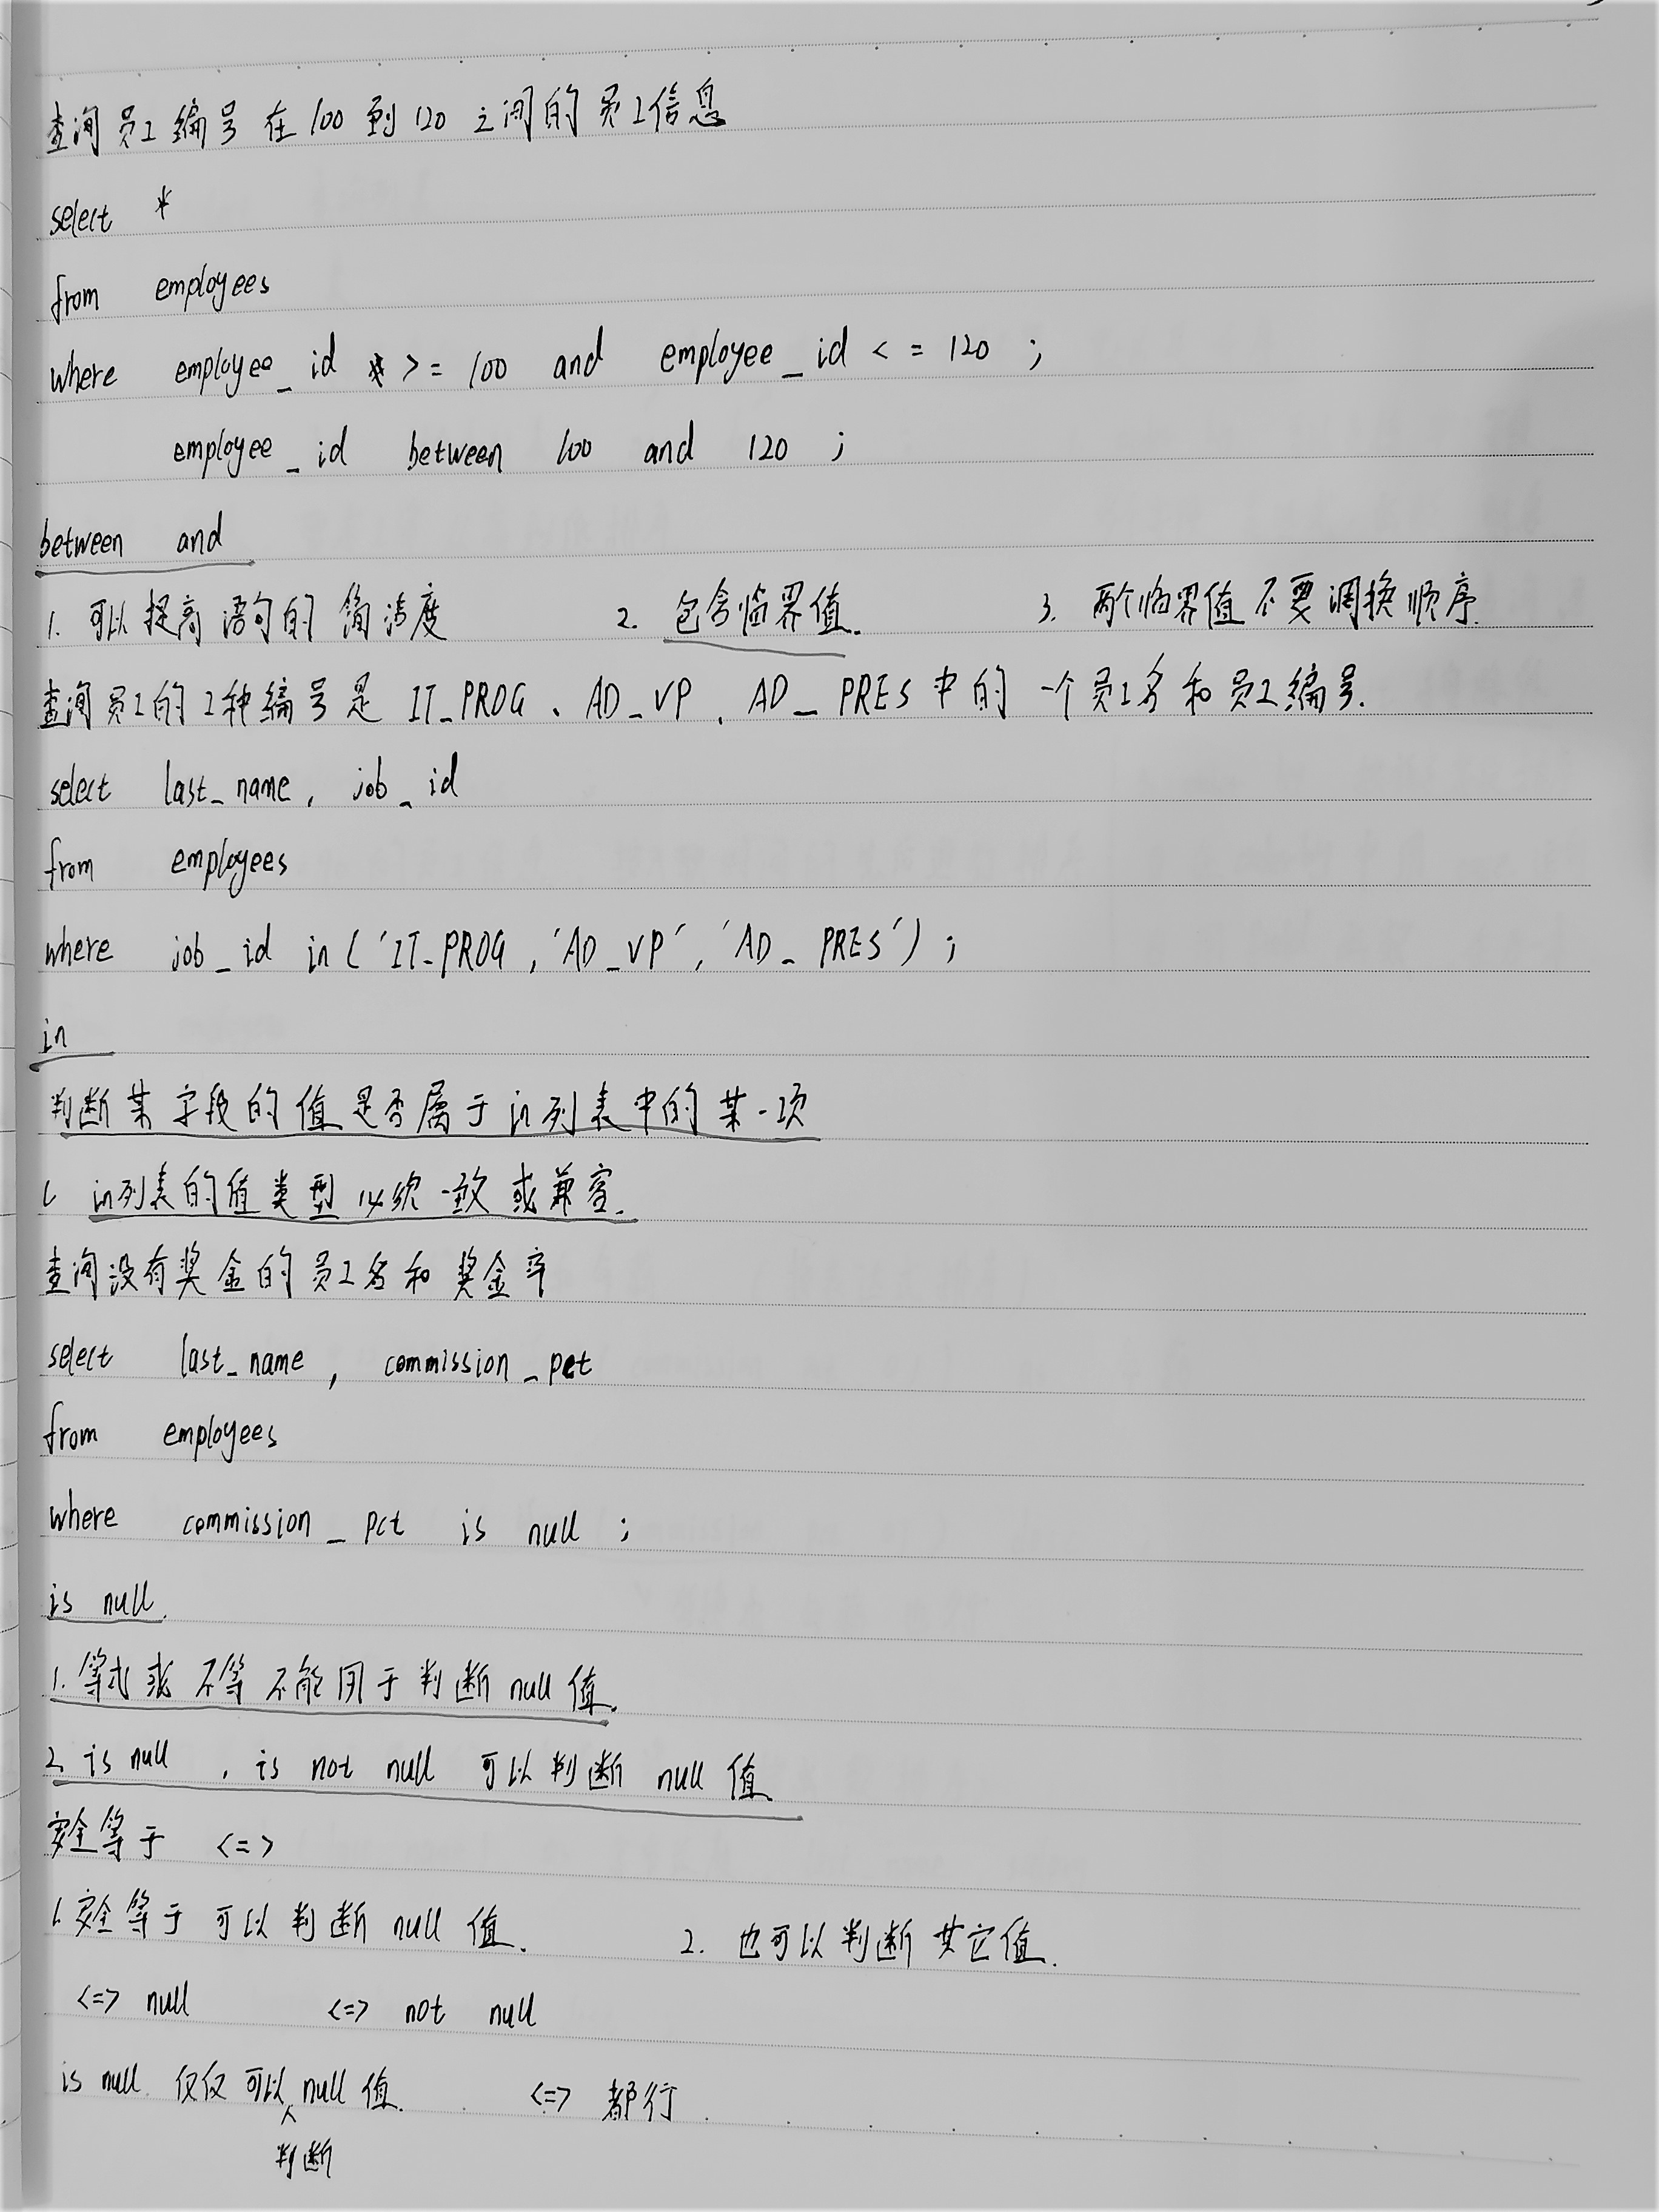 查询员工编号在100到120之间的员工信息
select *
from employees
where employee_id >= 100 and employee_id <= 120 ;
employee_id between 100 and 120 ;
between and
1. 可以提高语句的简洁度 2. 包含临界值. 3. 两个临界值不要调换顺序.
查询员工的工种编号是 IT_PROG、AD_VP、AD_PRES中的一个员工名和员工编号.
select last_name, job_id
from employees
where job_id in('IT_PROG,'AD_VP','AD_PRES');
in
判断某字段的值是否属于in列表中的某一项
in列表的值类型必须一致或兼容.
查询没有奖金的员工名和奖金率
select last_name, commission_pct
from employees
where commission_pct is null ;
is null.
1.等式或不等不能用于判断null值.
2 is null , is not null 可以判断 null 值
安全等于 <=>
1.安全等于可以判断 null 值. 2. 也可以判断其它值.
<=> null <=> not null
is null. 仅仅可以判断null值. <=> 都行.